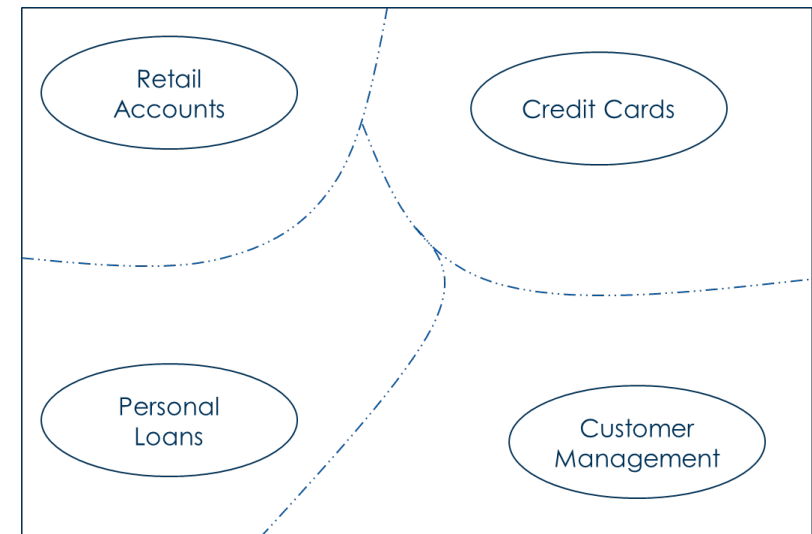 Retail
Accounts
Credit Cards
Personal
Loans
Customer
Management